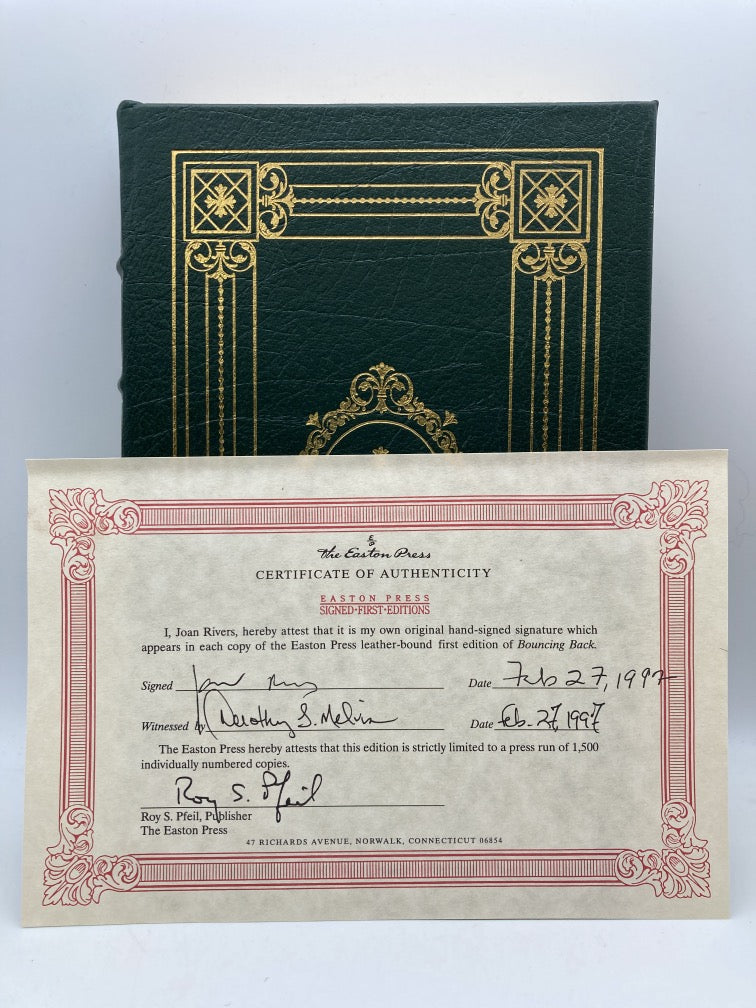 E
P
The Easton Press
CERTIFICATE OF AUTHENTICITY
EASTON PRESS
SIGNED·FIRST·EDITIONS
I, Joan Rivers, hereby attest that it is my own original hand-signed signature which
appears in each copy of the Easton Press leather-bound first edition of Bouncing Back.
Signed Date Feb 27, 1997
Witnessed by Dorothy S. Melvin Date Feb. 27 1997
The Easton Press hereby attests that this edition is strictly limited to a press run of 1,500
individually numbered copies.
Roy S. Pfeil
Roy S. Pfeil, Publisher
The Easton Press
47 RICHARDS AVENUE, NORWALK, CONNECTICUT 06854